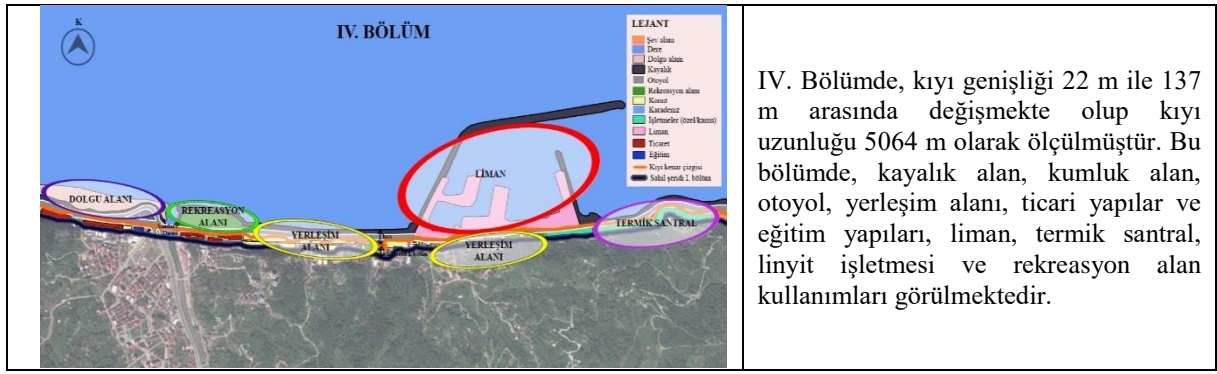 K
IV. BÖLÜM
LEJANT
Şev alanı
Dere
Dolgu alanı
Kayalık
Otoyol
Rekreasyon alanı
Konut
Karadeniz
İşletmeler (özel/kamu)
Liman
Ticaret
Eğitim
Kıyı kenar çizgisi
Sahil şeridi I. bölüm
DOLGU ALANI
REKREASYON
ALANI
YERLEŞİM
ALANI
LİMAN
YERLEŞİM
ALANI
TERMİK SANTRAL
IV. Bölümde, kıyı genişliği 22 m ile 137
m arasında değişmekte olup kıyı
uzunluğu 5064 m olarak ölçülmüştür. Bu
bölümde, kayalık alan, kumluk alan,
otoyol, yerleşim alanı, ticari yapılar ve
eğitim yapıları, liman, termik santral,
linyit işletmesi ve rekreasyon alan
kullanımları görülmektedir.